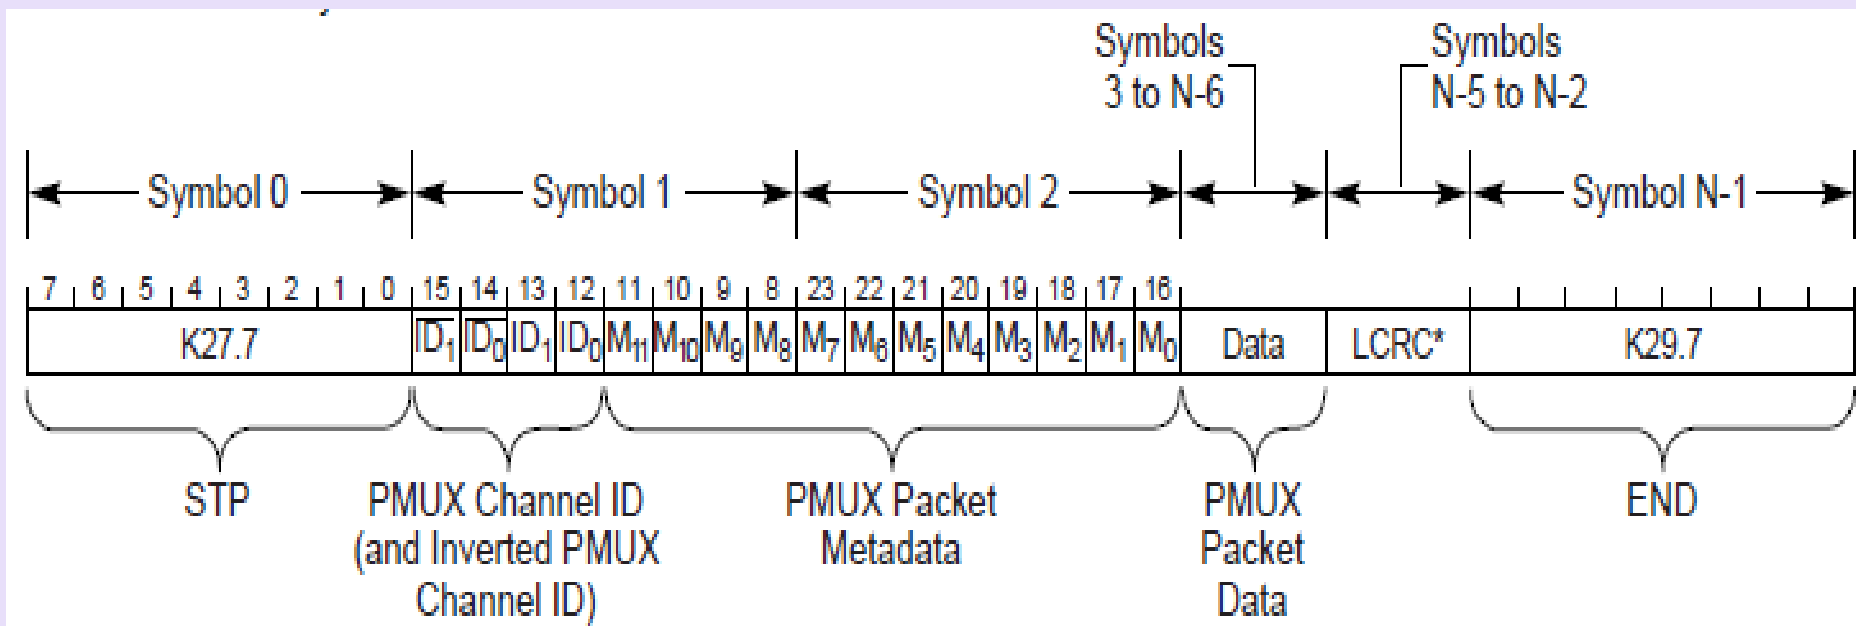 Symbols
3 to N-6
Symbols
N-5 to N-2
Symbol 0
Symbol 1
Symbol 2
Symbol N-1
7 6 5 4 3 2 1 0 15 14 13 12 11 10 9 8 23 22 21 20 19 18 17 16
K27.7 ID̅₁ ID̅₀ ID₁ ID₀ M₁₁ M₁₀ M₉ M₈ M₇ M₆ M₅ M₄ M₃ M₂ M₁ M₀ Data LCRC* K29.7
STP
PMUX Channel ID
(and Inverted PMUX
Channel ID)
PMUX Packet
Metadata
PMUX
Packet
Data
END